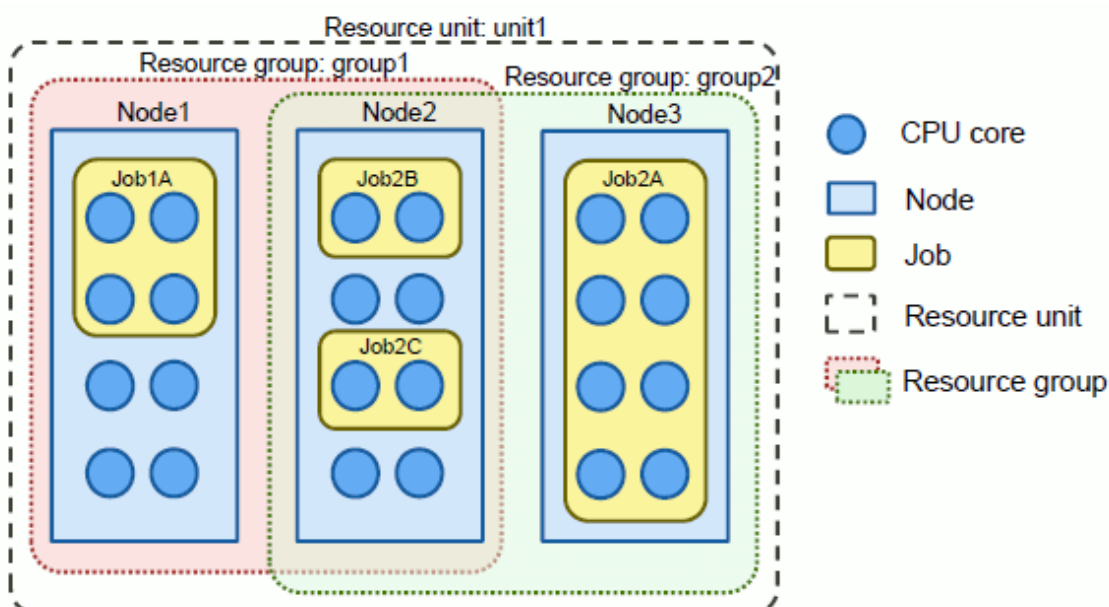 Resource unit: unit1
Resource group: group1
Resource group: group2
Node1
Node2
Node3
Job1A
Job2B
Job2A
Job2C
CPU core
Node
Job
Resource unit
Resource group